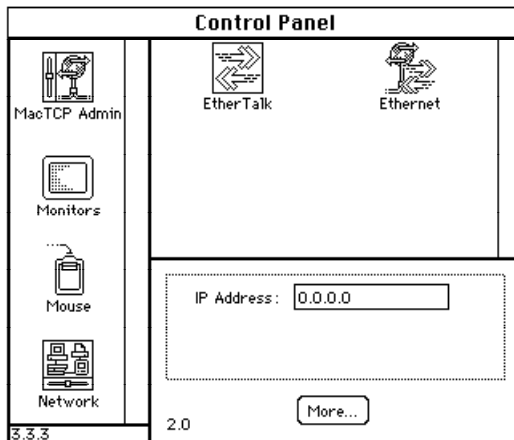 Control Panel
MacTCP Admin
Monitors
Mouse
Network
3.3.3
EtherTalk
Ethernet
IP Address:
0.0.0.0
More...
2.0